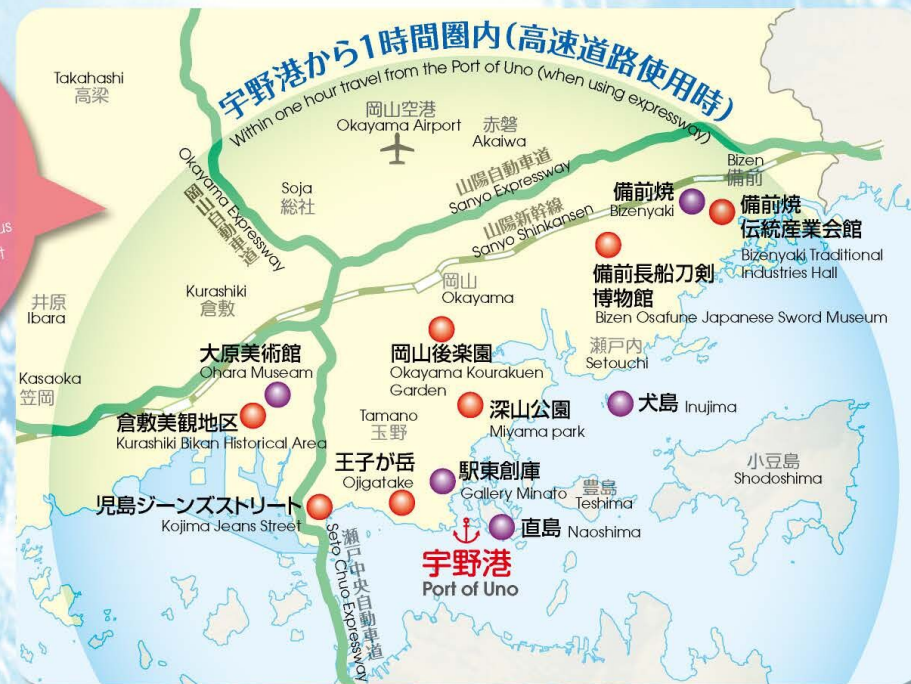 宇野港から1時間圏内(高速道路使用時)
Within one hour travel from the Port of Uno (when using expressway)
Takahashi
高梁
岡山空港
Okayama Airport
赤磐
Akaiwa
Okayama Expressway
岡山自動車道
Soja
総社
山陽自動車道
Sanyo Expressway
山陽新幹線
Sanyo Shinkansen
Bizen
備前
備前焼
Bizenyaki
備前焼
伝統産業会館
Bizenyaki Traditional
Industries Hall
備前長船刀剣
博物館
Bizen Osafune Japanese Sword Museum
井原
Ibara
Kurashiki
倉敷
岡山
Okayama
大原美術館
Ohara Museam
岡山後楽園
Okayama Kourakuen
Garden
瀬戸内
Setouchi
Kasaoka
笠岡
倉敷美観地区
Kurashiki Bikan Historical Area
Tamano
玉野
深山公園
Miyama park
犬島 Inujima
王子が岳
Ojigatake
駅東創庫
Gallery Minato
豊島
Teshima
小豆島
Shodoshima
児島ジーンズストリート
Kojima Jeans Street
直島 Naoshima
宇野港
Port of Uno
瀬戸中央自動車道
Seto Chuo Expressway